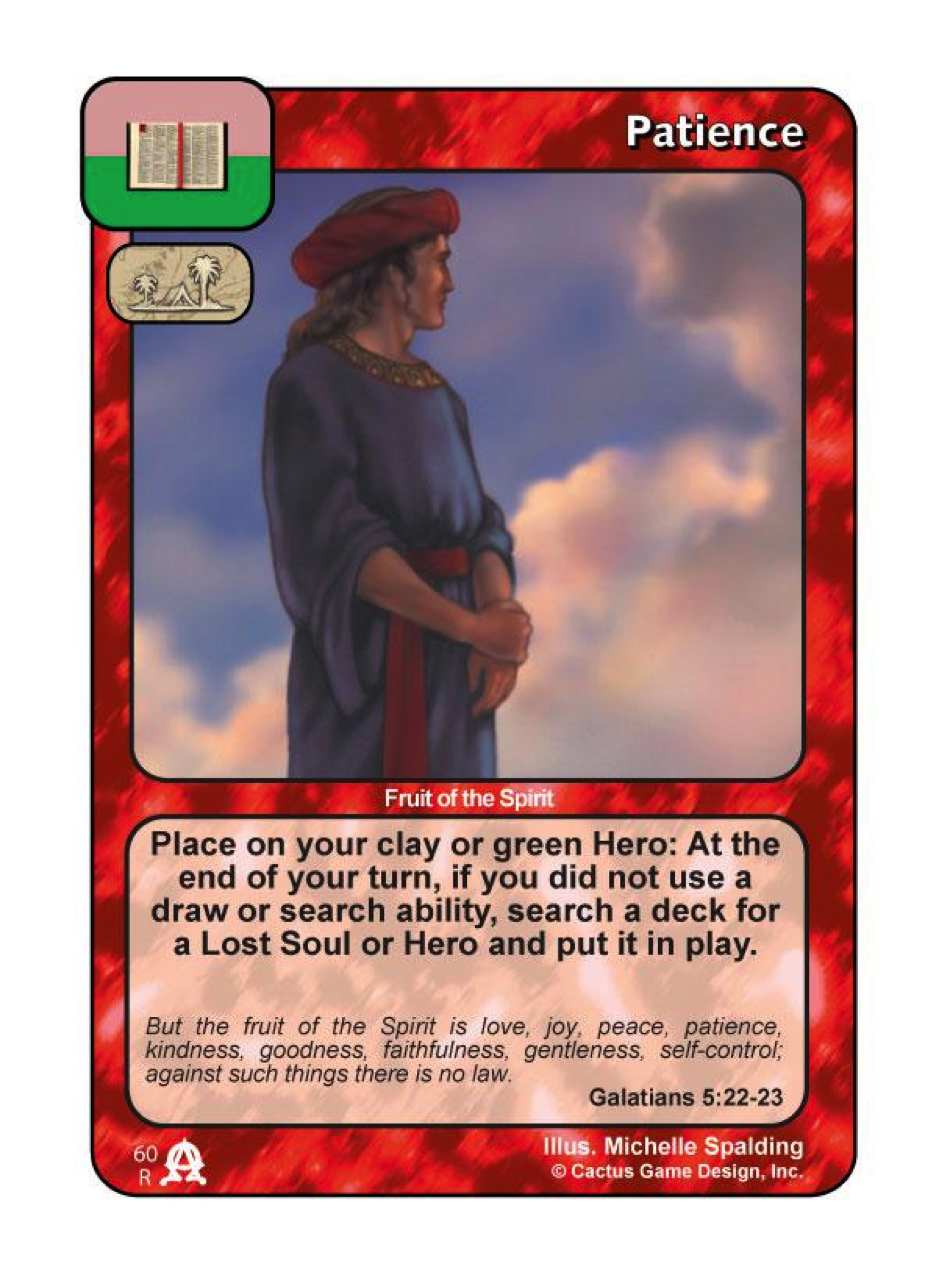 Patience
Fruit of the Spirit
Place on your clay or green Hero: At the
end of your turn, if you did not use a
draw or search ability, search a deck for
a Lost Soul or Hero and put it in play.
But the fruit of the Spirit is love, joy, peace, patience,
kindness, goodness, faithfulness, gentleness, self-control;
against such things there is no law.
Galatians 5:22-23
60
R
Illus. Michelle Spalding
© Cactus Game Design, Inc.